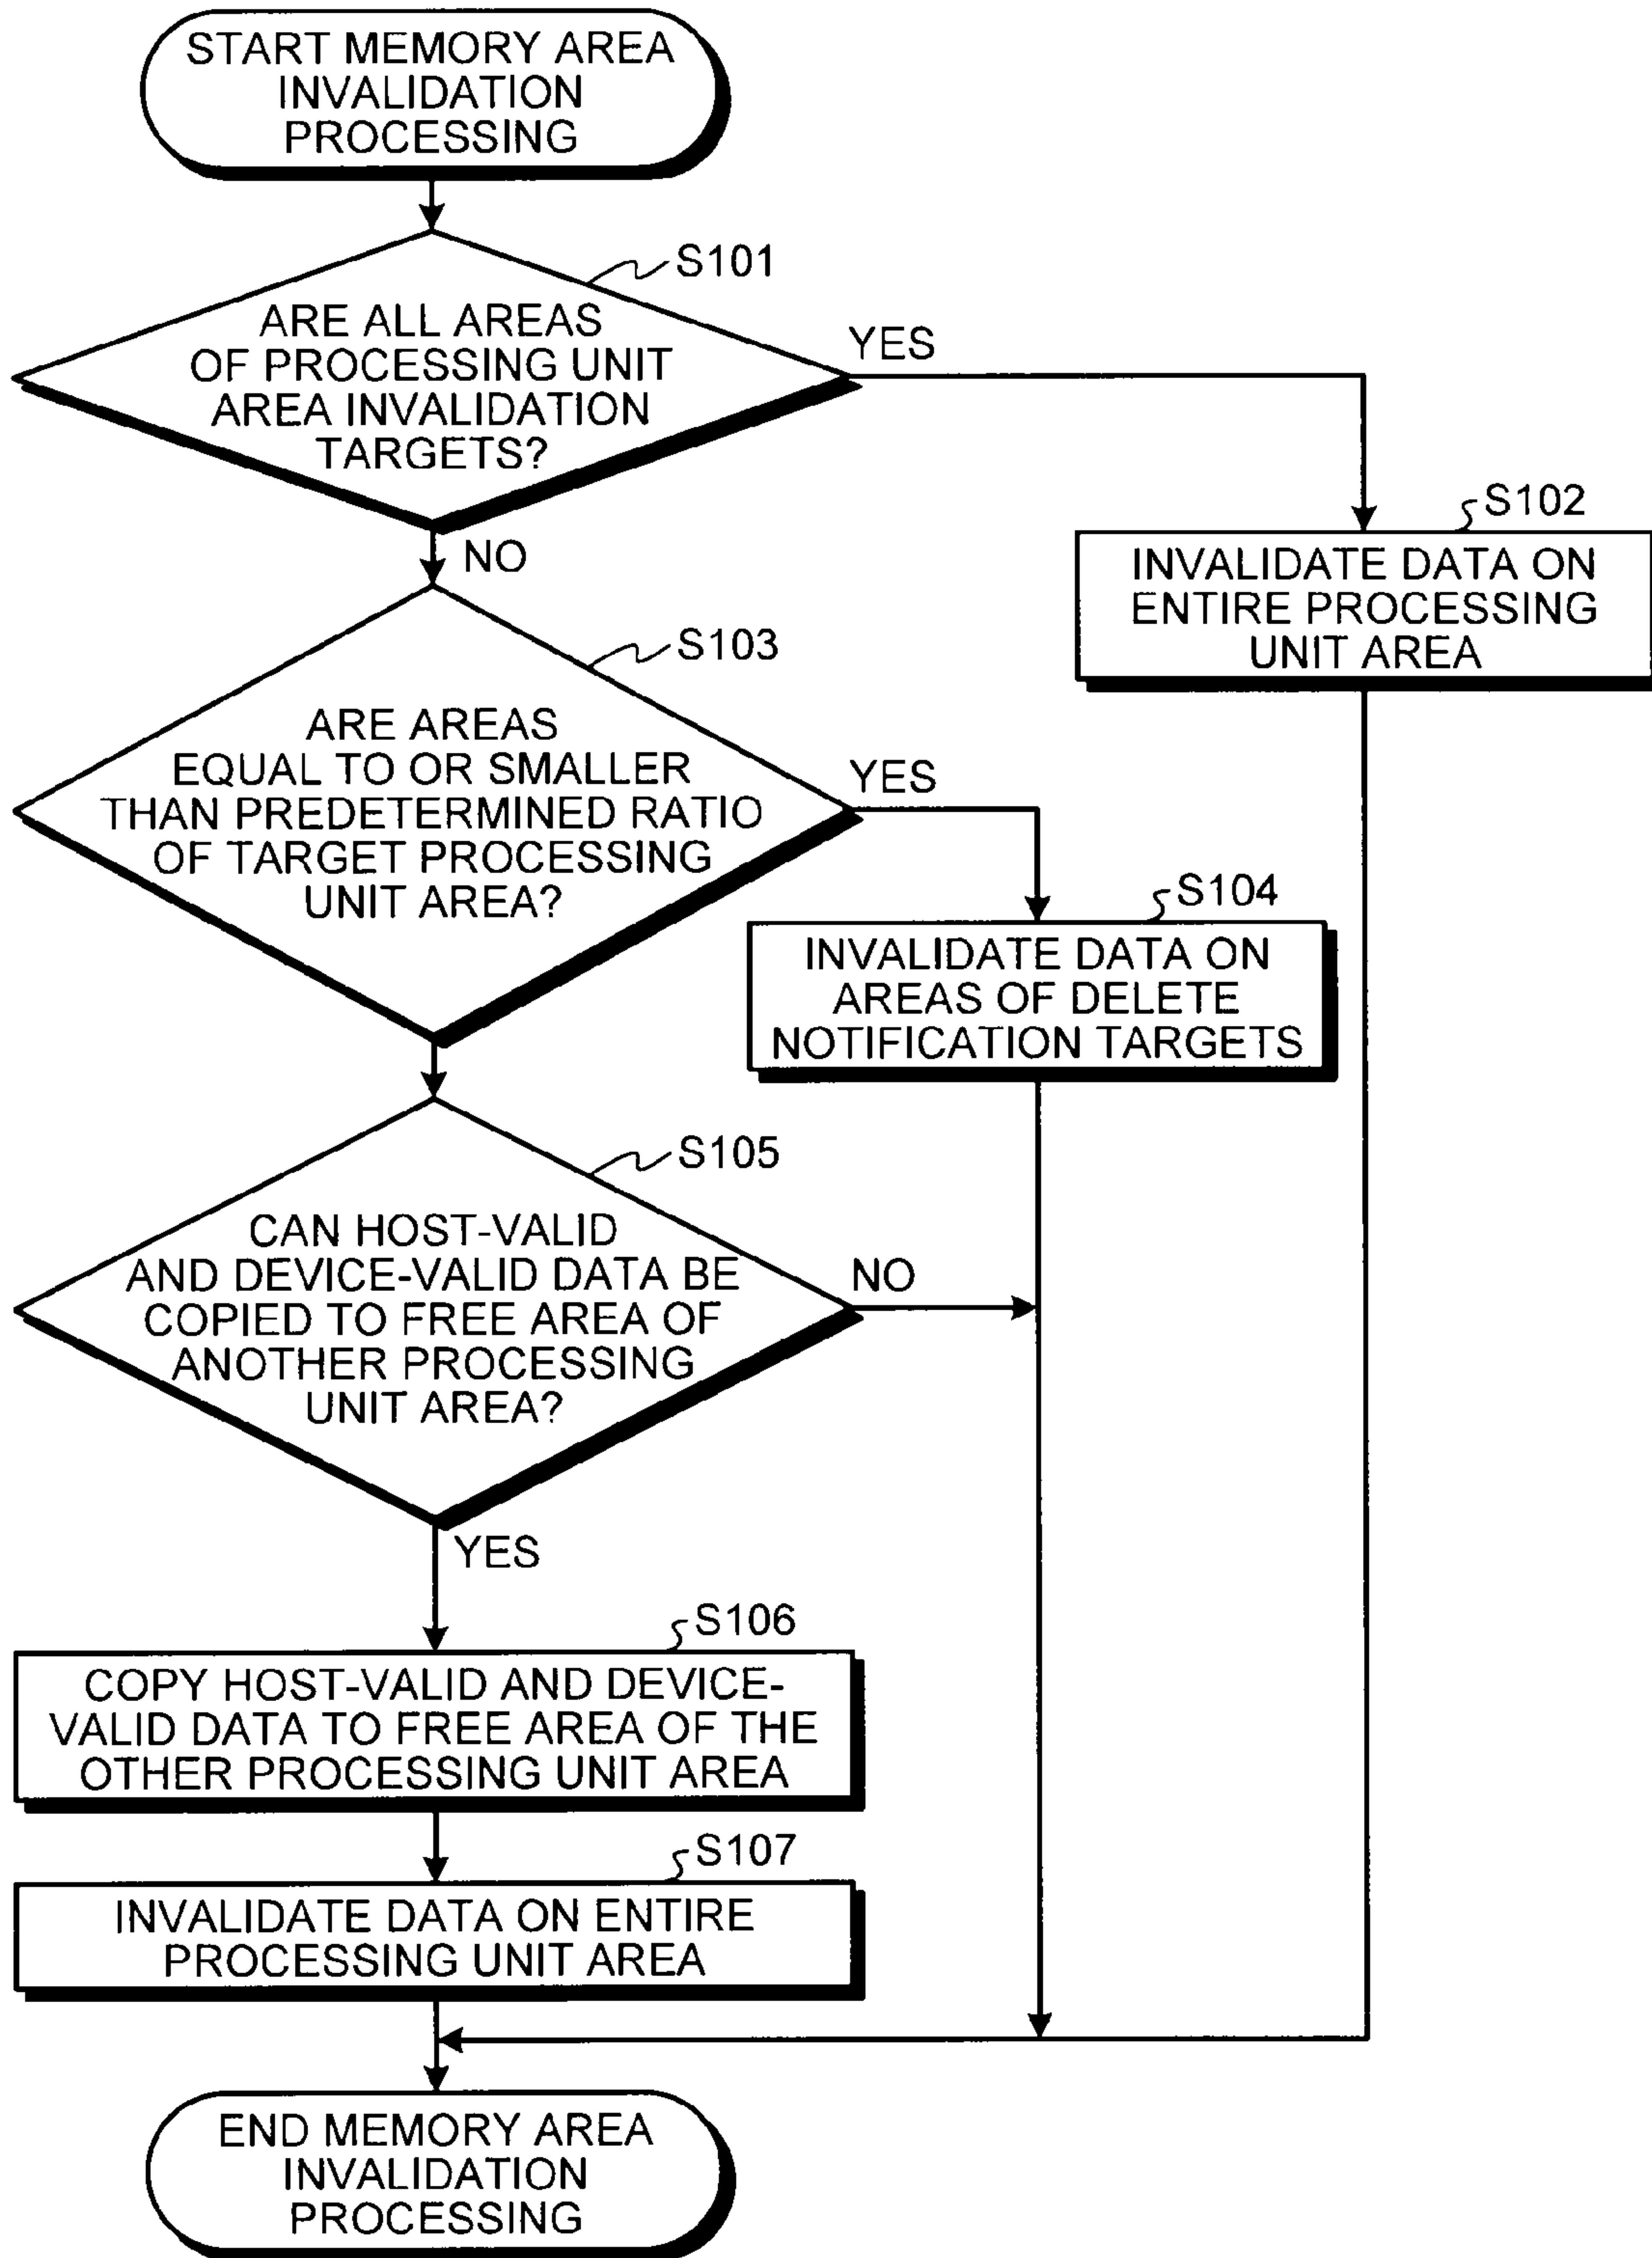 START MEMORY AREA
INVALIDATION
PROCESSING
S101
ARE ALL AREAS
OF PROCESSING UNIT
AREA INVALIDATION
TARGETS?
YES
NO
S102
INVALIDATE DATA ON
ENTIRE PROCESSING
UNIT AREA
S103
ARE AREAS
EQUAL TO OR SMALLER
THAN PREDETERMINED RATIO
OF TARGET PROCESSING
UNIT AREA?
YES
S104
INVALIDATE DATA ON
AREAS OF DELETE
NOTIFICATION TARGETS
S105
CAN HOST-VALID
AND DEVICE-VALID DATA BE
COPIED TO FREE AREA OF
ANOTHER PROCESSING
UNIT AREA?
NO
YES
S106
COPY HOST-VALID AND DEVICE-
VALID DATA TO FREE AREA OF THE
OTHER PROCESSING UNIT AREA
S107
INVALIDATE DATA ON ENTIRE
PROCESSING UNIT AREA
END MEMORY AREA
INVALIDATION
PROCESSING